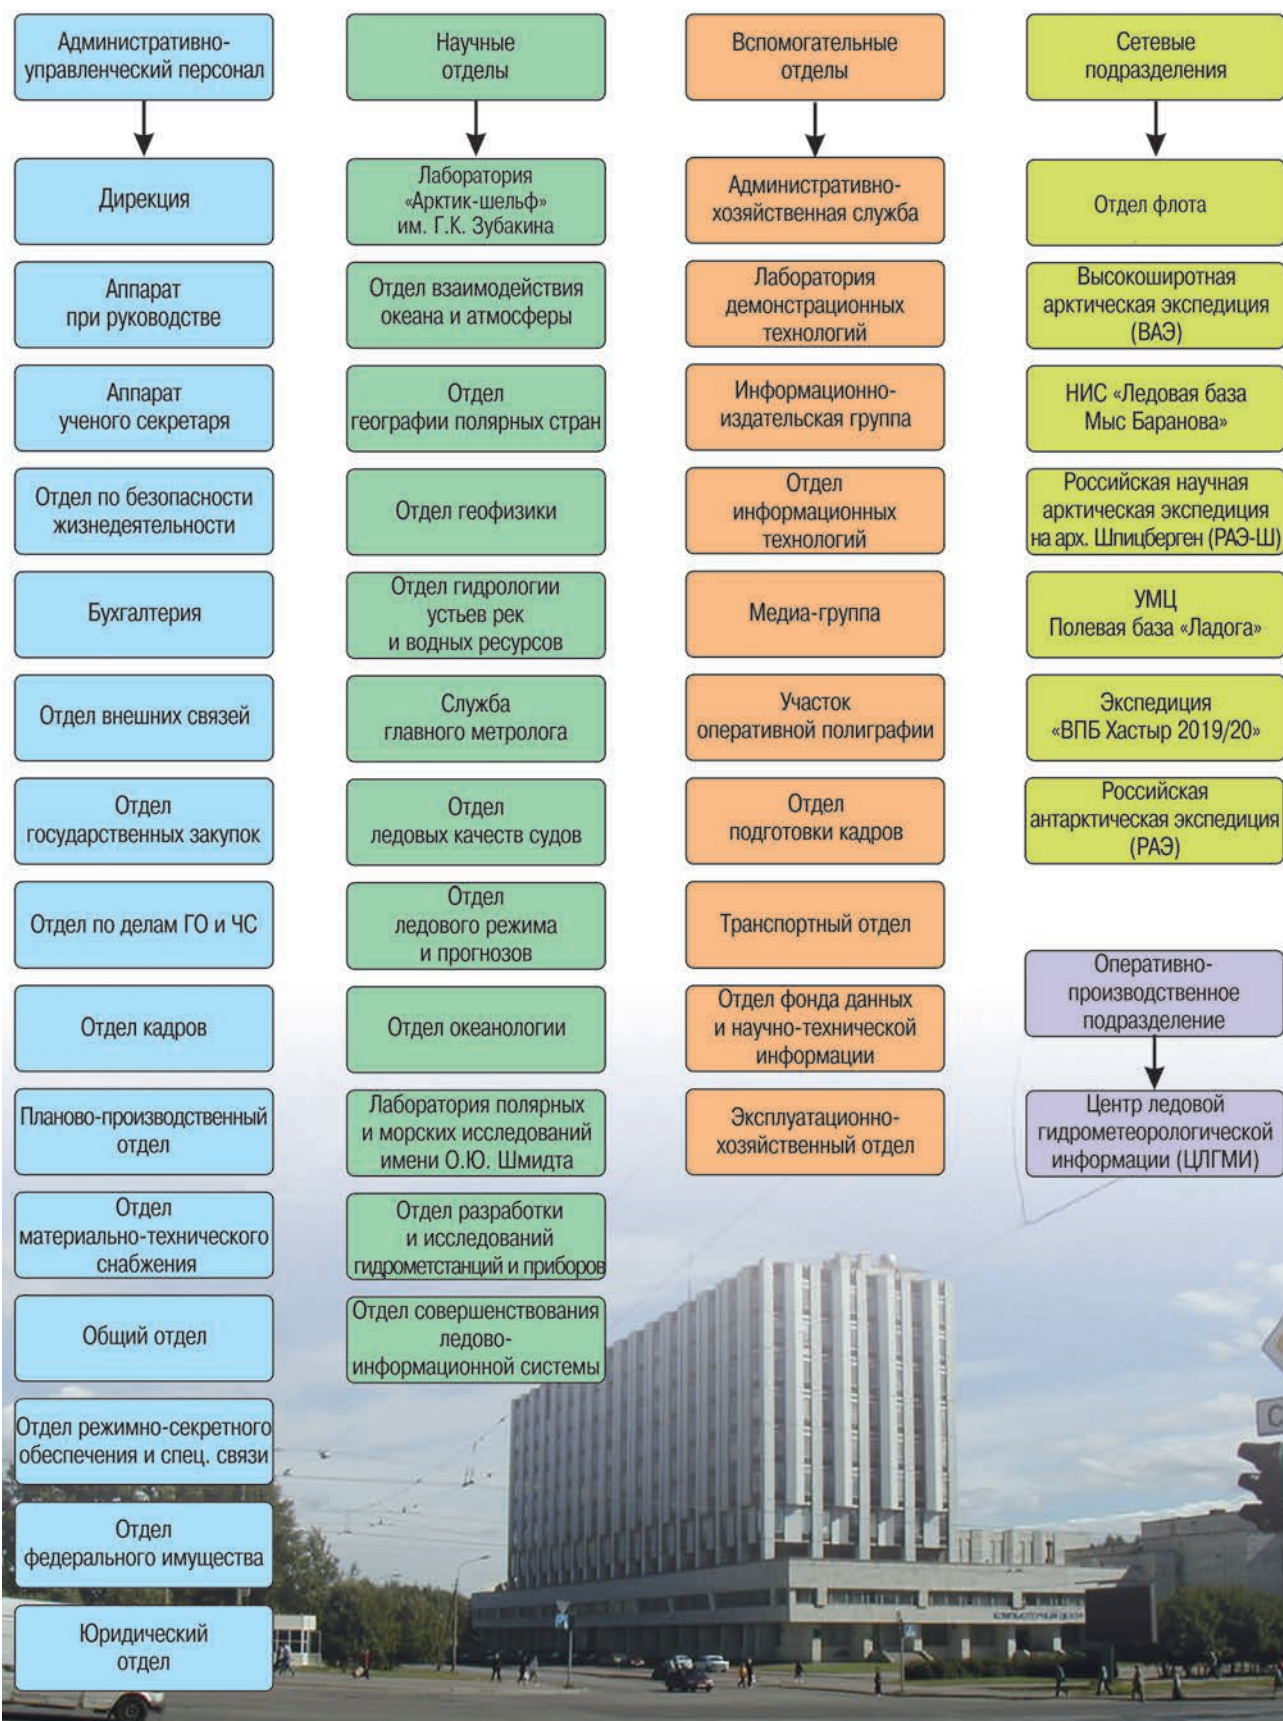 Административно-
управленческий персонал
Дирекция
Аппарат
при руководстве
Аппарат
ученого секретаря
Отдел по безопасности
жизнедеятельности
Бухгалтерия
Отдел внешних связей
Отдел
государственных закупок
Отдел по делам ГО и ЧС
Отдел кадров
Планово-производственный
отдел
Отдел
материально-технического
снабжения
Общий отдел
Отдел режимно-секретного
обеспечения и спец. связи
Отдел
федерального имущества
Юридический
отдел
Научные
отделы
Лаборатория
«Арктик-шельф»
им. Г.К. Зубакина
Отдел взаимодействия
океана и атмосферы
Отдел
географии полярных стран
Отдел геофизики
Отдел гидрологии
устьев рек
и водных ресурсов
Служба
главного метролога
Отдел
ледовых качеств судов
Отдел
ледового режима
и прогнозов
Отдел океанологии
Лаборатория полярных
и морских исследований
имени О.Ю. Шмидта
Отдел разработки
и исследований
гидрометстанций и приборов
Отдел совершенствования
ледово-
информационной системы
Вспомогательные
отделы
Административно-
хозяйственная служба
Лаборатория
демонстрационных
технологий
Информационно-
издательская группа
Отдел
информационных
технологий
Медиа-группа
Участок
оперативной полиграфии
Отдел
подготовки кадров
Транспортный отдел
Отдел фонда данных
и научно-технической
информации
Эксплуатационно-
хозяйственный отдел
Сетевые
подразделения
Отдел флота
Высокоширотная
арктическая экспедиция
(ВАЭ)
НИС «Ледовая база
Мыс Баранова»
Российская научная
арктическая экспедиция
на арх. Шпицберген (РАЭ-Ш)
УМЦ
Полевая база «Ладога»
Экспедиция
«ВПБ Хастыр 2019/20»
Российская
антарктическая экспедиция
(РАЭ)
Оперативно-
производственное
подразделение
Центр ледовой
гидрометеорологической
информации (ЦЛГМИ)
КОМПЬЮТЕРНЫЙ ЦЕНТР